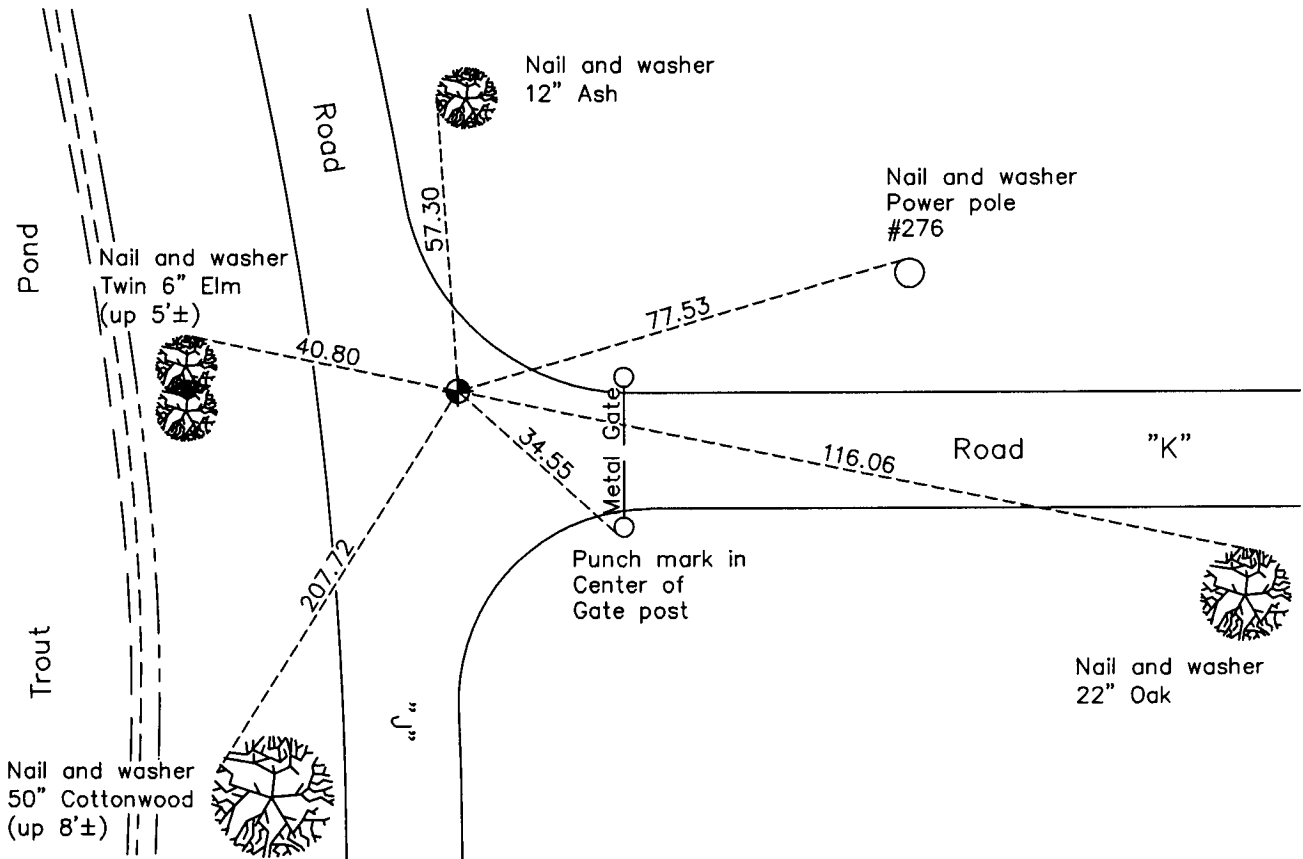 Nail and washer
12” Ash
Road
Nail and washer
Power pole
#276
57.30
Pond
Nail and washer
Twin 6” Elm
(up 5'±)
77.53
40.80
Metal Gate
34.55
116.06
Road "K"
207.72
Punch mark in
Center of
Gate post
Trout
Nail and washer
22” Oak
"J"
Nail and washer
50” Cottonwood
(up 8'±)